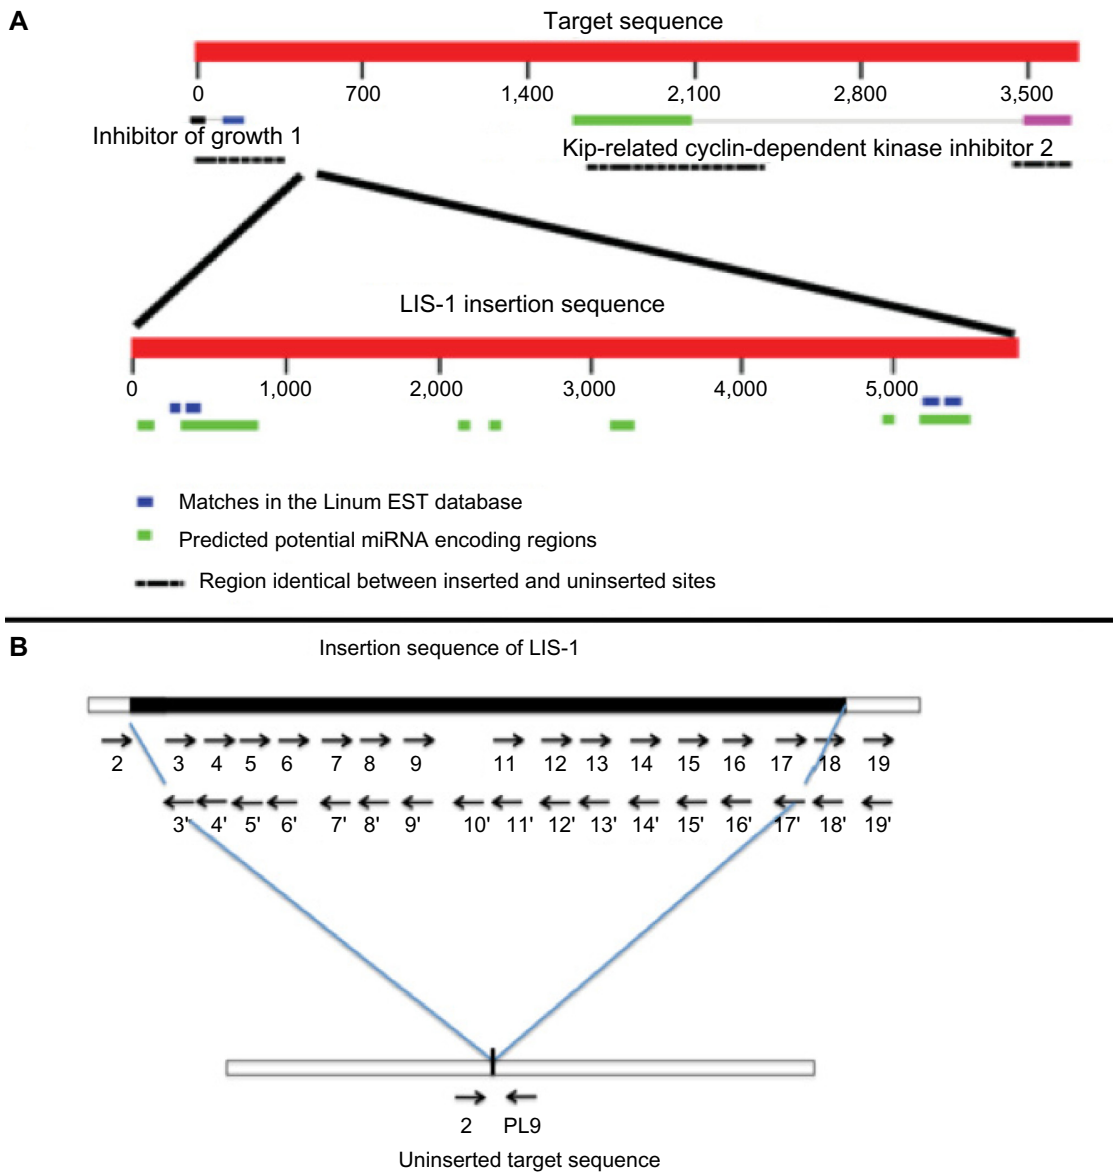 A
Target sequence
0 700 1,400 2,100 2,800 3,500
Inhibitor of growth 1
Kip-related cyclin-dependent kinase inhibitor 2
LIS-1 insertion sequence
0 1,000 2,000 3,000 4,000 5,000
Matches in the Linum EST database
Predicted potential miRNA encoding regions
Region identical between inserted and uninserted sites
B
Insertion sequence of LIS-1
2 3 4 5 6 7 8 9 11 12 13 14 15 16 17 18 19
3' 4' 5' 6' 7' 8' 9' 10' 11' 12' 13' 14' 15' 16' 17' 18' 19'
2 PL9
Uninserted target sequence